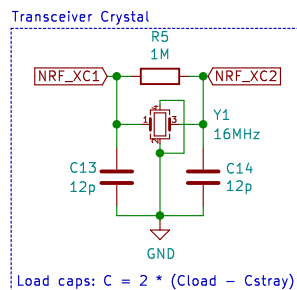 Transceiver Crystal
R5
1M
NRF_XC1
NRF_XC2
4
1
3
2
Y1
16MHz
C13
12p
C14
12p
GND
Load caps: C = 2 * (Cload - Cstray)